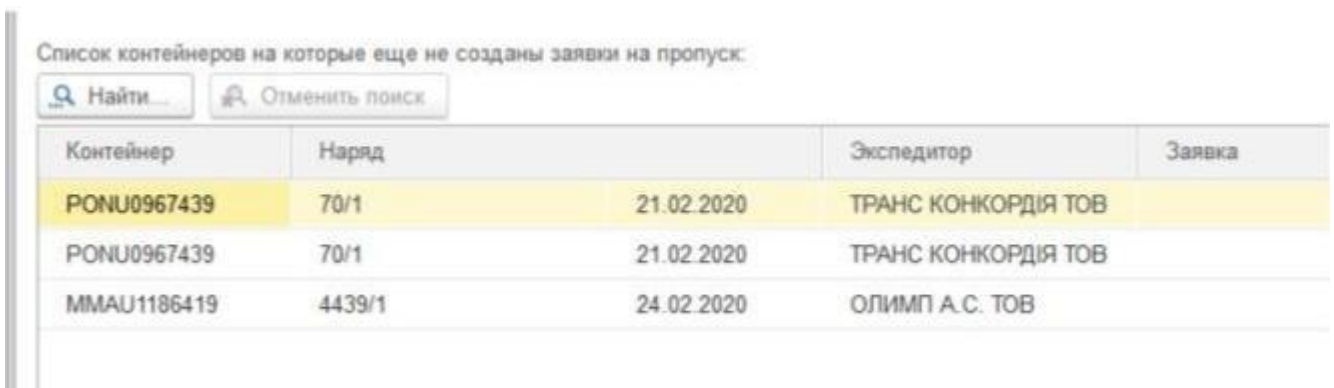 Список контейнеров на которые еще не созданы заявки на пропуск:
Найти... Отменить поиск
Контейнер Наряд Экспедитор Заявка
PONU0967439 70/1 21.02.2020 ТРАНС КОНКОРДІЯ ТОВ
PONU0967439 70/1 21.02.2020 ТРАНС КОНКОРДІЯ ТОВ
MMAU1186419 4439/1 24.02.2020 ОЛИМП А.С. ТОВ